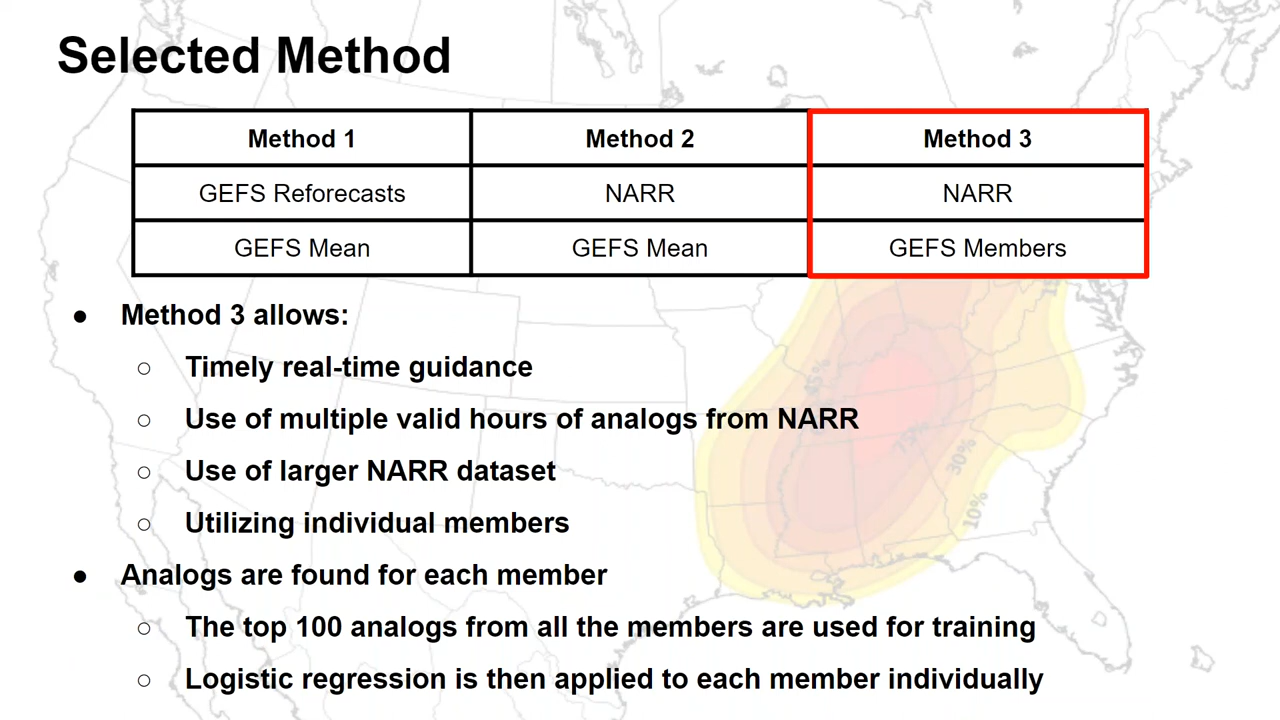 Selected Method
Method 1 Method 2 Method 3
GEFS Reforecasts NARR NARR
GEFS Mean GEFS Mean GEFS Members
● Method 3 allows:
○ Timely real-time guidance
○ Use of multiple valid hours of analogs from NARR
○ Use of larger NARR dataset
○ Utilizing individual members
● Analogs are found for each member
○ The top 100 analogs from all the members are used for training
○ Logistic regression is then applied to each member individually
30%
10%